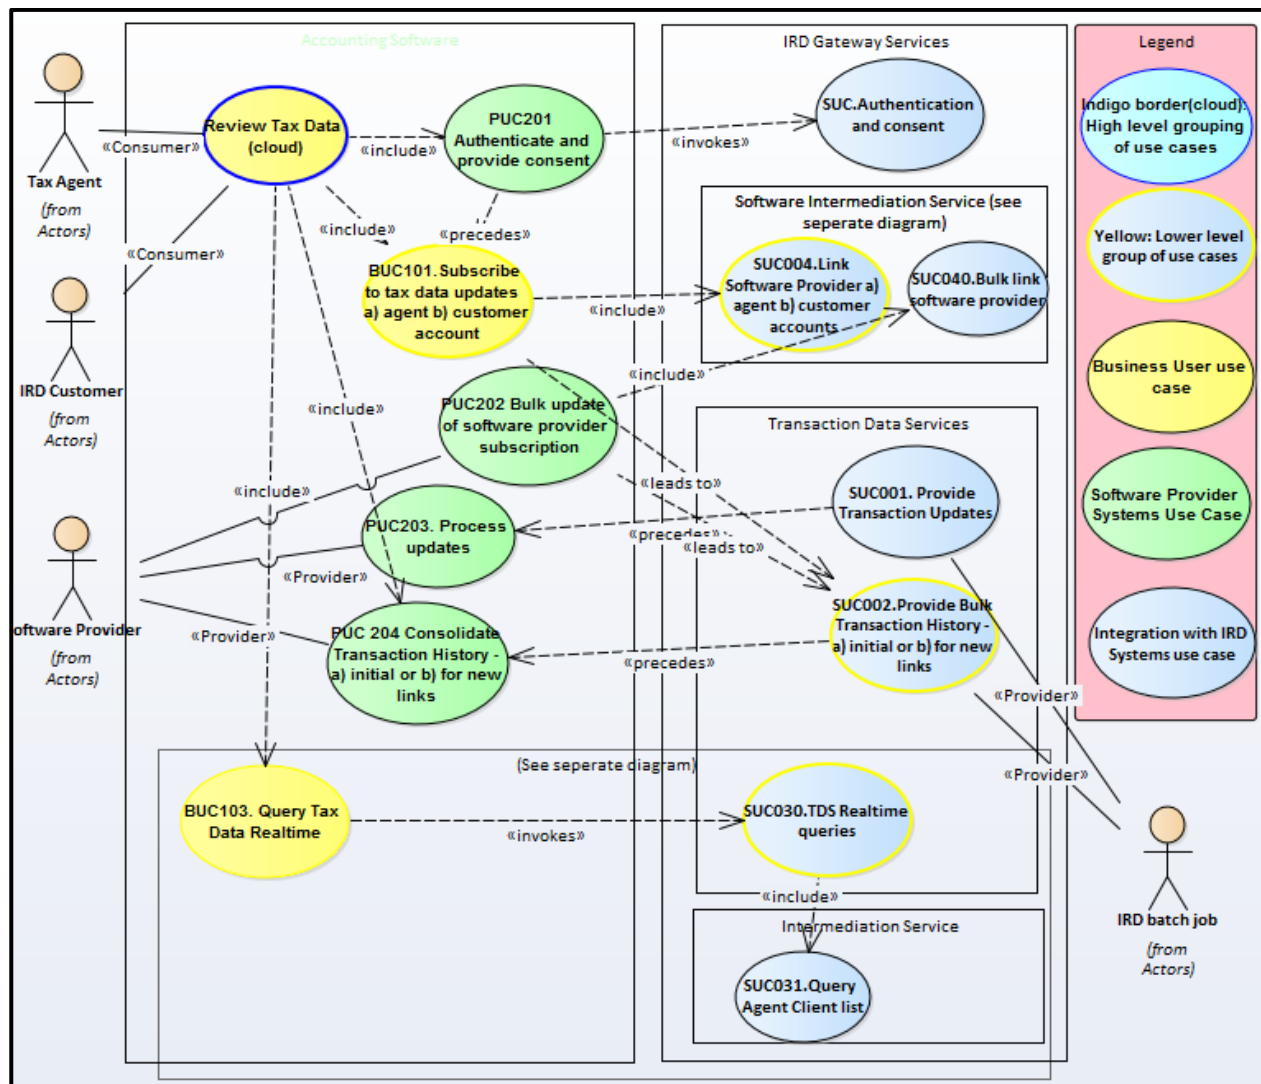 Accounting Software
IRD Gateway Services
Legend
Tax Agent
(from
Actors)
«Consumer»
Review Tax Data
(cloud)
«include»
PUC201
Authenticate and
provide consent
«invokes»
SUC.Authentication
and consent
Indigo border(cloud):
High level grouping
of use cases
«Consumer»
«include»
«precedes»
Software Intermediation Service (see
seperate diagram)
Yellow: Lower level
group of use cases
IRD Customer
(from
Actors)
BUC101.Subscribe
to tax data updates
a) agent b) customer
account
«include»
SUC004.Link
Software Provider a)
agent b) customer
accounts
SUC040.Bulk link
software provider
Business User use
case
«include»
«include»
PUC202 Bulk update
of software provider
subscription
Transaction Data Services
«include»
«leads to»
SUC001. Provide
Transaction Updates
Software Provider
Systems Use Case
PUC203. Process
updates
«precedes»
«leads to»
«Provider»
oftware Provider
(from
Actors)
«Provider»
PUC 204 Consolidate
Transaction History -
a) initial or b) for new
links
«precedes»
SUC002.Provide Bulk
Transaction History -
a) initial or b) for new
links
Integration with IRD
Systems use case
«Provider»
«Provider»
(See seperate diagram)
BUC103. Query Tax
Data Realtime
«invokes»
SUC030.TDS Realtime
queries
«include»
IRD batch job
(from
Actors)
Intermediation Service
SUC031.Query
Agent Client list